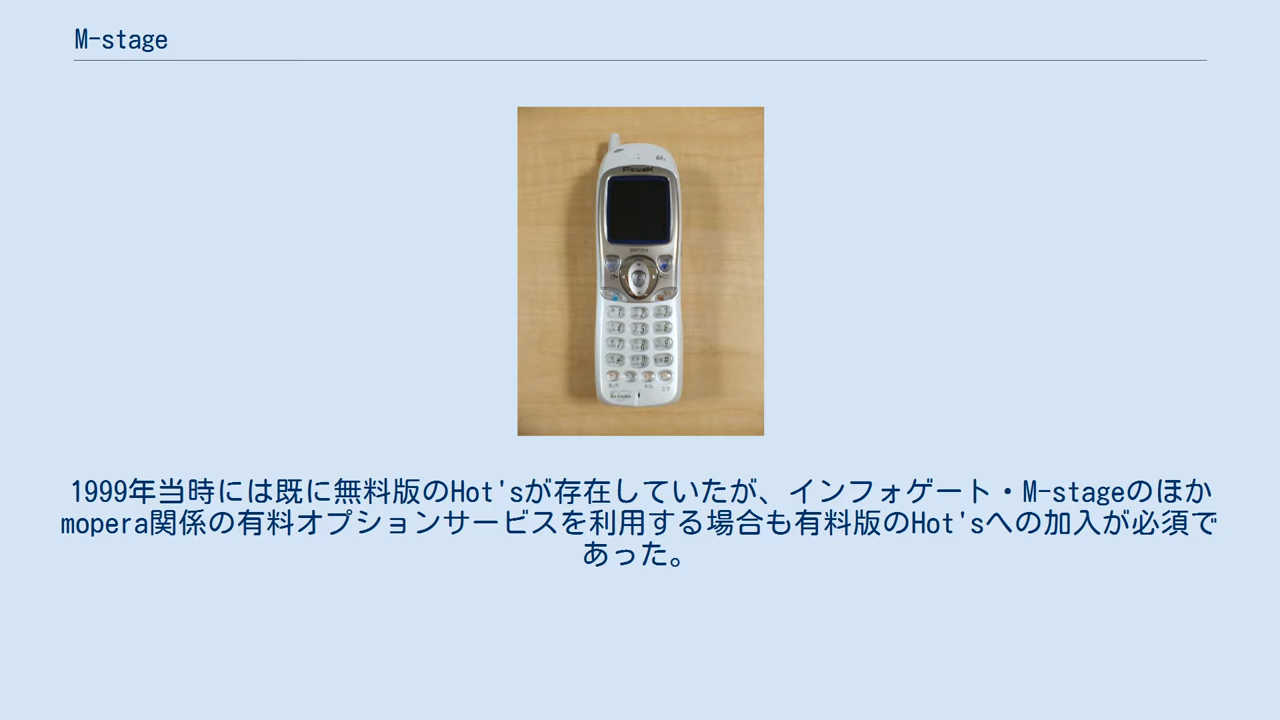 M-stage
1999年当時には既に無料版のHot'sが存在していたが、インフォゲート・M-stageのほか
mopera関係の有料オプションサービスを利用する場合も有料版のHot'sへの加入が必須で
あった。